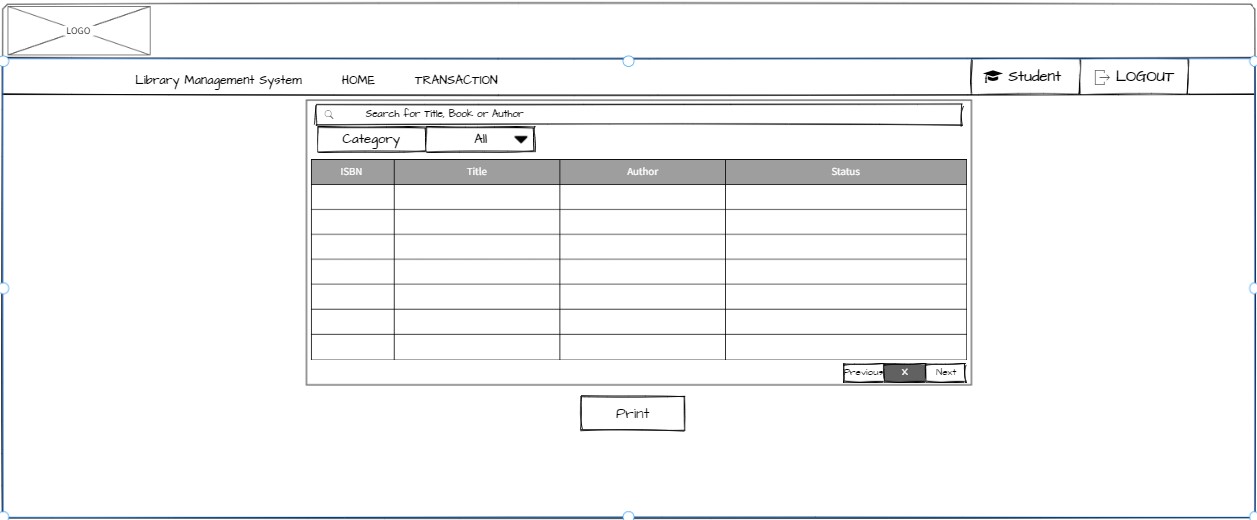 LOGO
Library Management System HOME TRANSACTION Student LOGOUT
Search for Title, Book or Author
Category All
ISBN Title Author Status
Previous X Next
Print